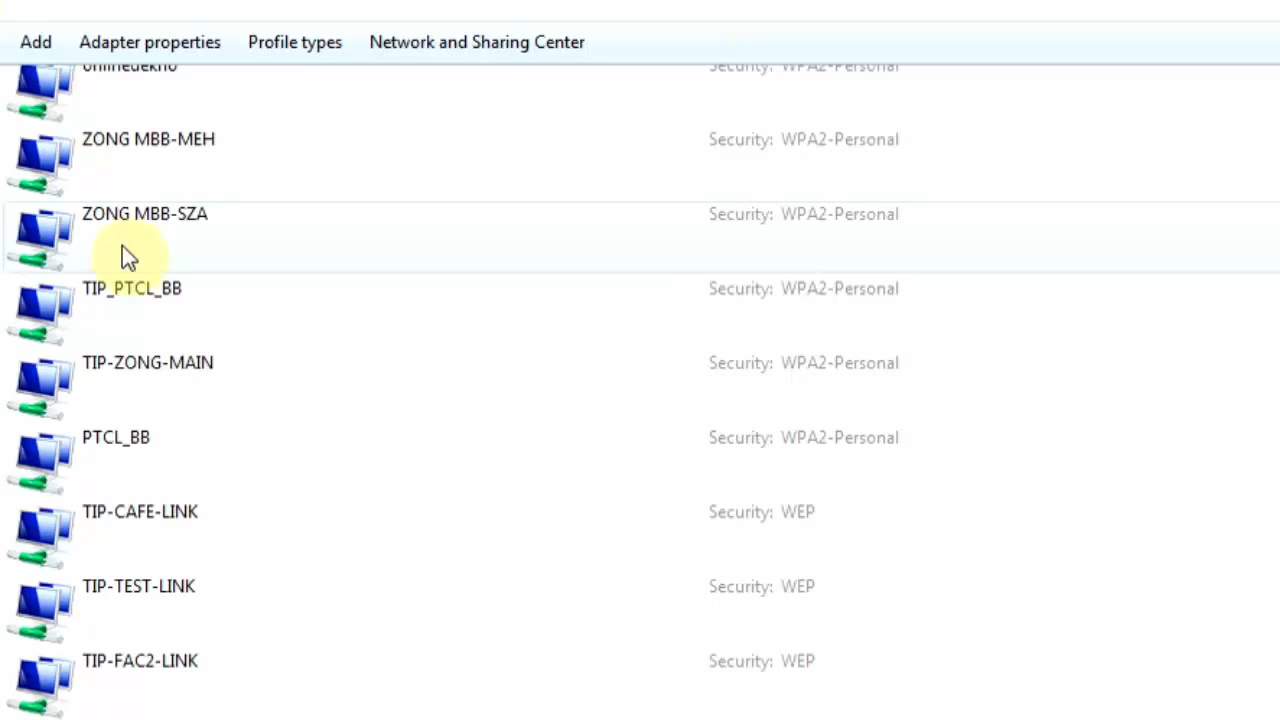 Add Adapter properties Profile types Network and Sharing Center
onlinedekho Security: WPA2-Personal
ZONG MBB-MEH Security: WPA2-Personal
ZONG MBB-SZA Security: WPA2-Personal
TIP_PTCL_BB Security: WPA2-Personal
TIP-ZONG-MAIN Security: WPA2-Personal
PTCL_BB Security: WPA2-Personal
TIP-CAFE-LINK Security: WEP
TIP-TEST-LINK Security: WEP
TIP-FAC2-LINK Security: WEP